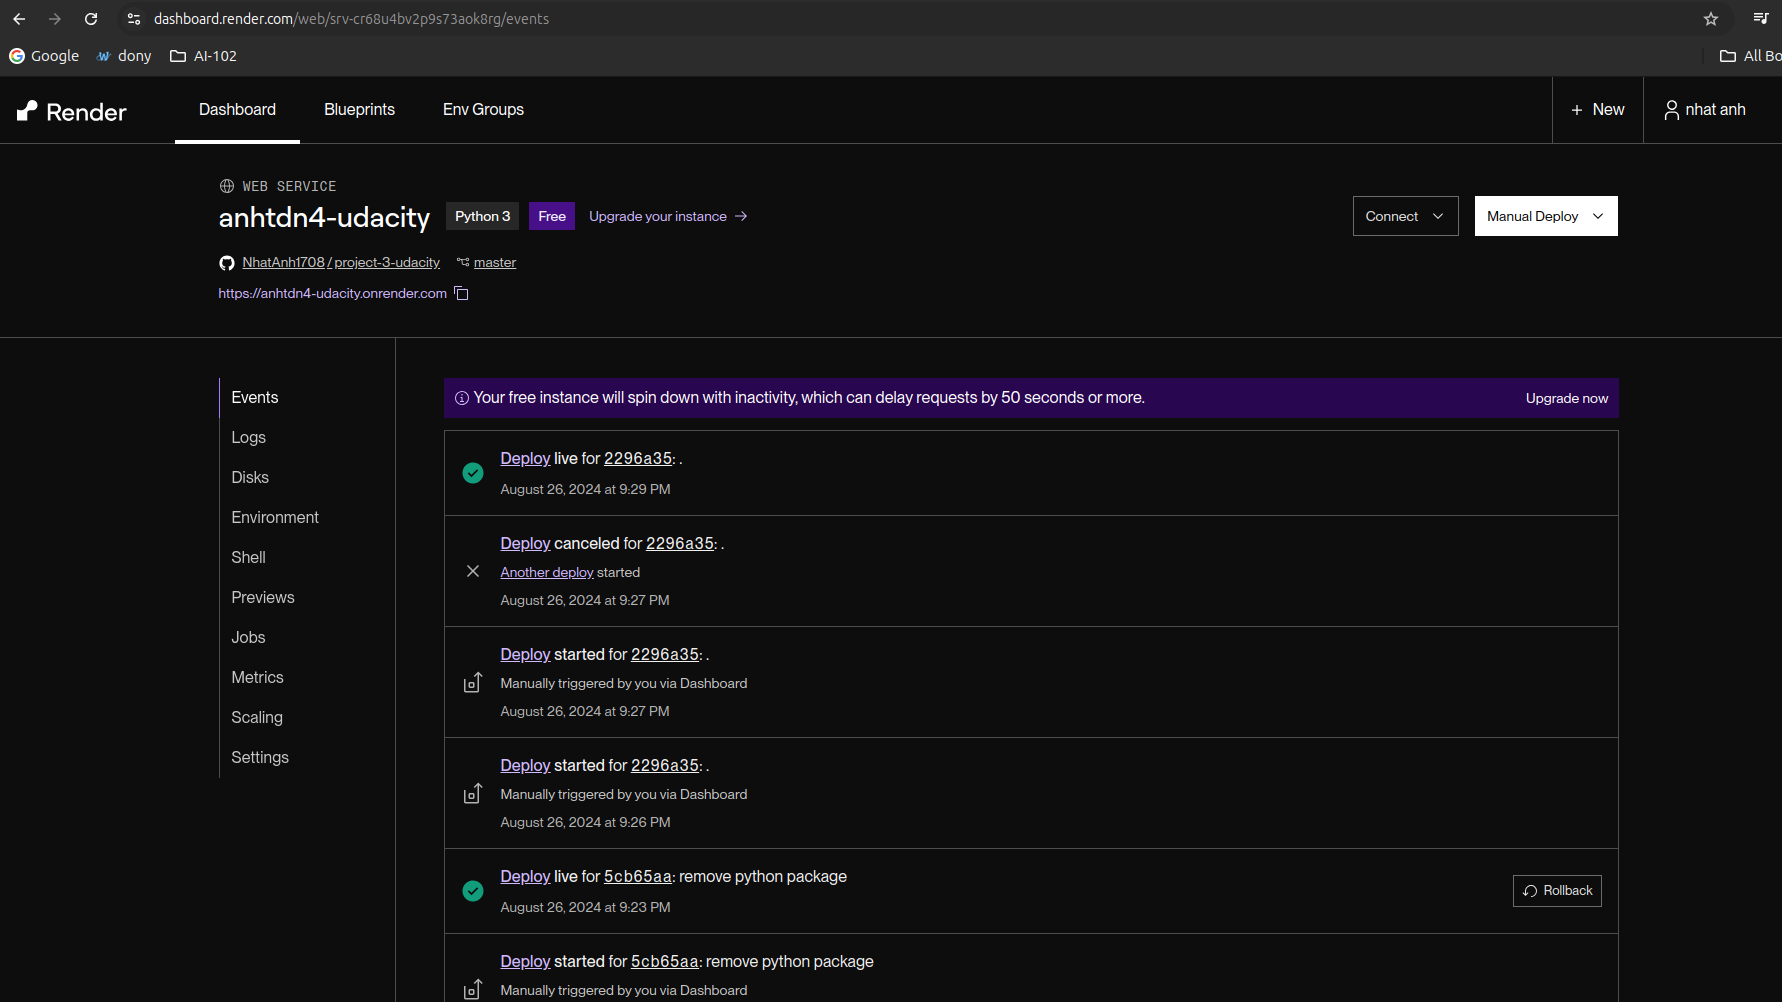 dashboard.render.com/web/srv-cr68u4bv2p9s73aok8rg/events
Google dony AI-102
All Bo
Render Dashboard Blueprints Env Groups + New nhat anh
WEB SERVICE
anhtdn4-udacity Python 3 Free Upgrade your instance →
Connect Manual Deploy
NhatAnh1708/project-3-udacity master
https://anhtdn4-udacity.onrender.com
Events
Logs
Disks
Environment
Shell
Previews
Jobs
Metrics
Scaling
Settings
Your free instance will spin down with inactivity, which can delay requests by 50 seconds or more. Upgrade now
Deploy live for 2296a35: .
August 26, 2024 at 9:29 PM
Deploy canceled for 2296a35: .
Another deploy started
August 26, 2024 at 9:27 PM
Deploy started for 2296a35: .
Manually triggered by you via Dashboard
August 26, 2024 at 9:27 PM
Deploy started for 2296a35: .
Manually triggered by you via Dashboard
August 26, 2024 at 9:26 PM
Deploy live for 5cb65aa: remove python package
August 26, 2024 at 9:23 PM
Rollback
Deploy started for 5cb65aa: remove python package
Manually triggered by you via Dashboard